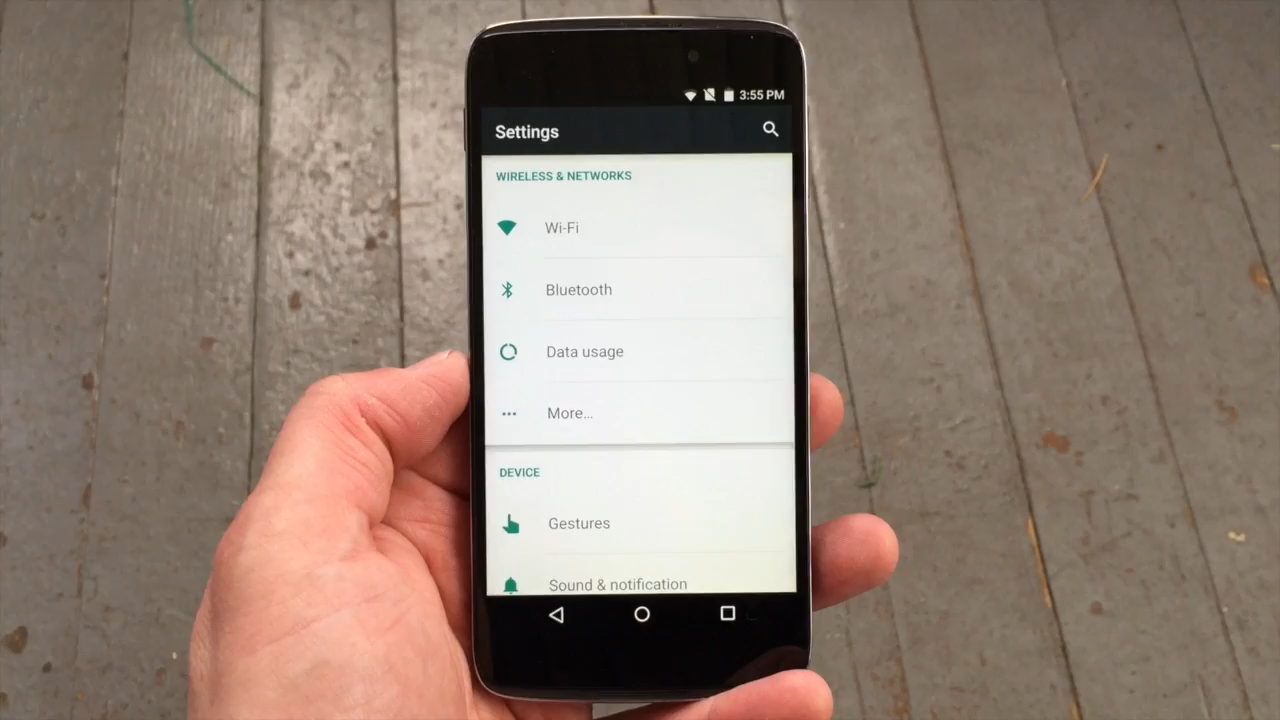 3:55 PM
Settings
WIRELESS & NETWORKS
Wi-Fi
Bluetooth
Data usage
More...
DEVICE
Gestures
Sound & notification